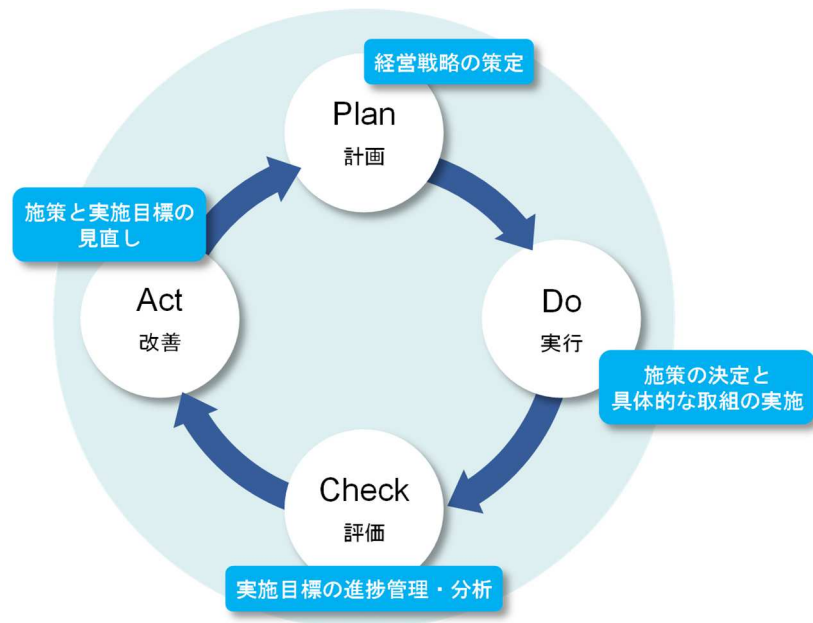 経営戦略の策定
Plan
計画
施策と実施目標の
見直し
Act
改善
Do
実行
施策の決定と
具体的な取組の実施
Check
評価
実施目標の進捗管理・分析